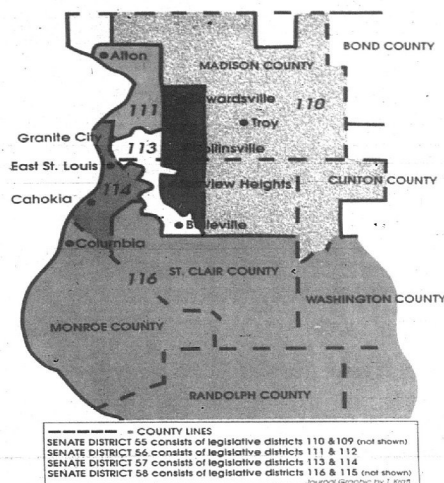 BOND COUNTY
Alton
MADISON COUNTY
111
wardsville
110
Troy
Granite City
113
ollinsville
East St. Louis
114
view Heights
CLINTON COUNTY
Cahokia
Belleville
Columbia
116
ST. CLAIR COUNTY
WASHINGTON COUNTY
MONROE COUNTY
RANDOLPH COUNTY
= COUNTY LINES
SENATE DISTRICT 55 consists of legislative districts 110 &109 (not shown)
SENATE DISTRICT 56 consists of legislative districts 111 & 112
SENATE DISTRICT 57 consists of legislative districts 113 & 114
SENATE DISTRICT 58 consists of legislative districts 116 & 115 (not shown)
Journal Graphic by T. Kraft